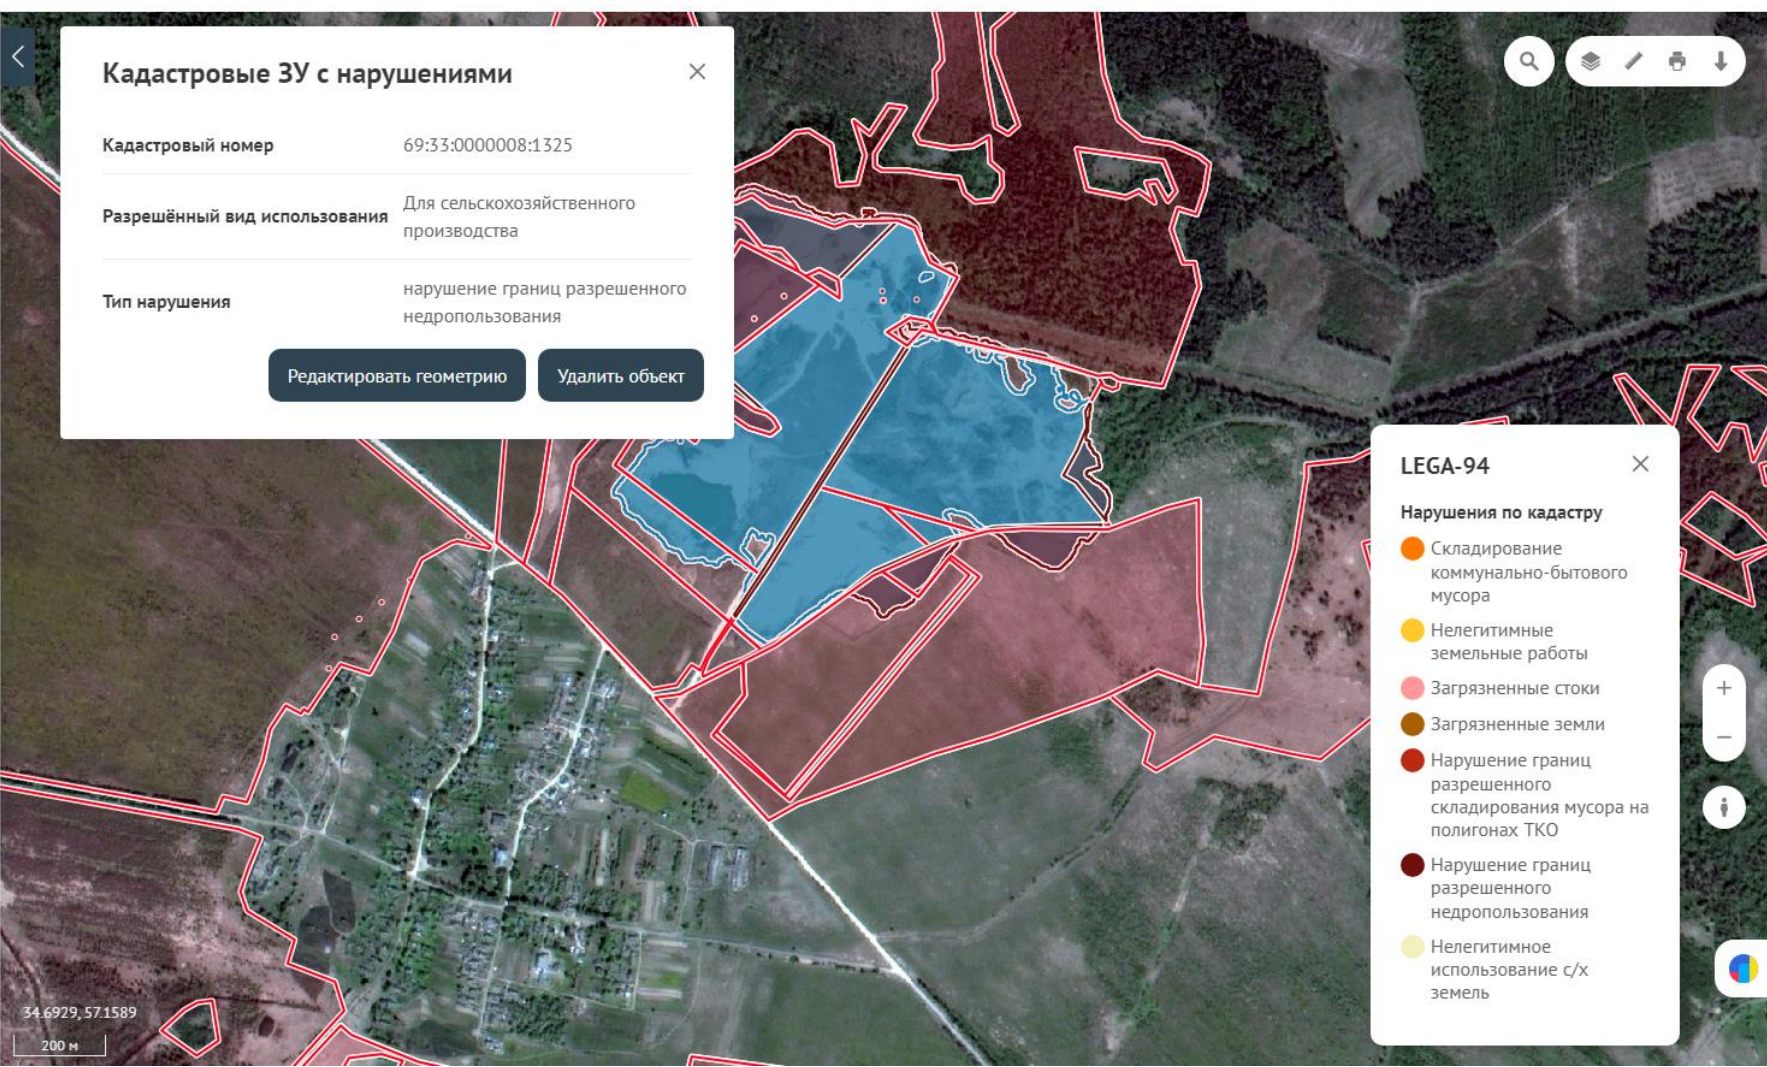 Кадастровые ЗУ с нарушениями
Кадастровый номер
69:33:0000008:1325
Разрешённый вид использования
Для сельскохозяйственного
производства
Тип нарушения
нарушение границ разрешенного
недропользования
Редактировать геометрию
Удалить объект
LEGA-94
Нарушения по кадастру
Складирование
коммунально-бытового
мусора
Нелегитимные
земельные работы
Загрязненные стоки
Загрязненные земли
Нарушение границ
разрешенного
складирования мусора на
полигонах ТКО
Нарушение границ
разрешенного
недропользования
Нелегитимное
использование с/х
земель
34.6929, 57.1589
200 м